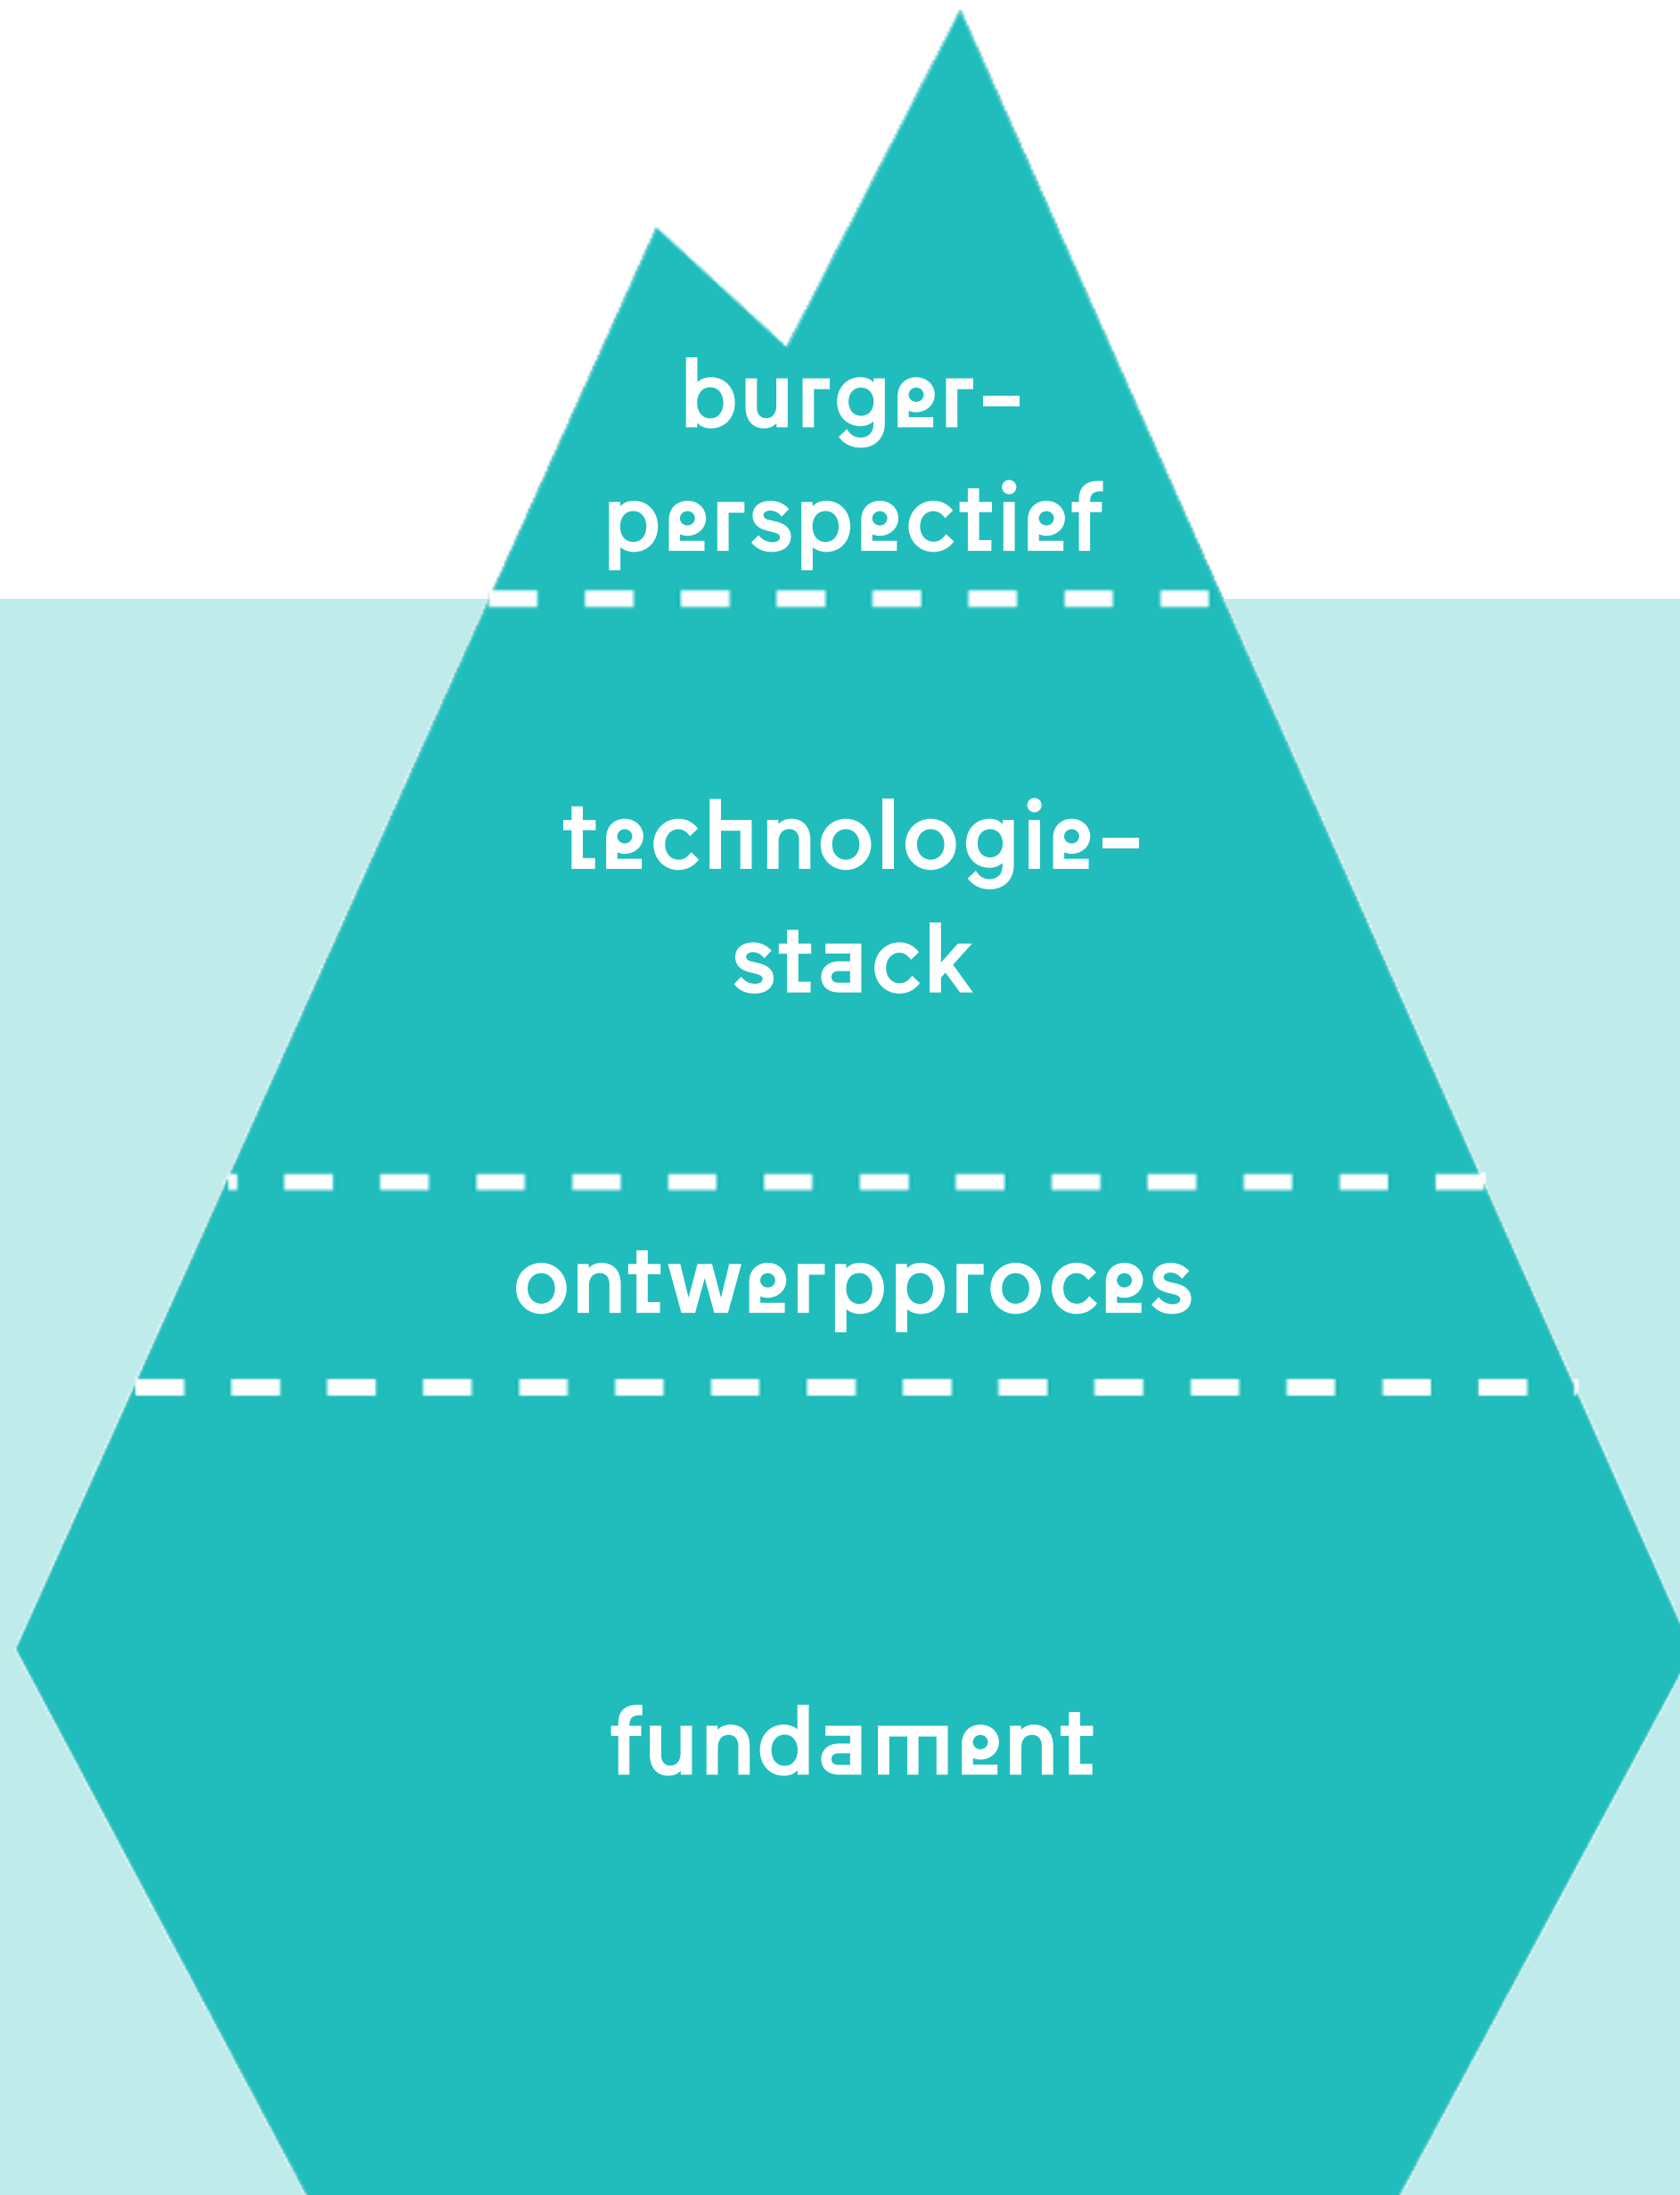 burger-
perspectief
technologie-
stack
ontwerpproces
fundament